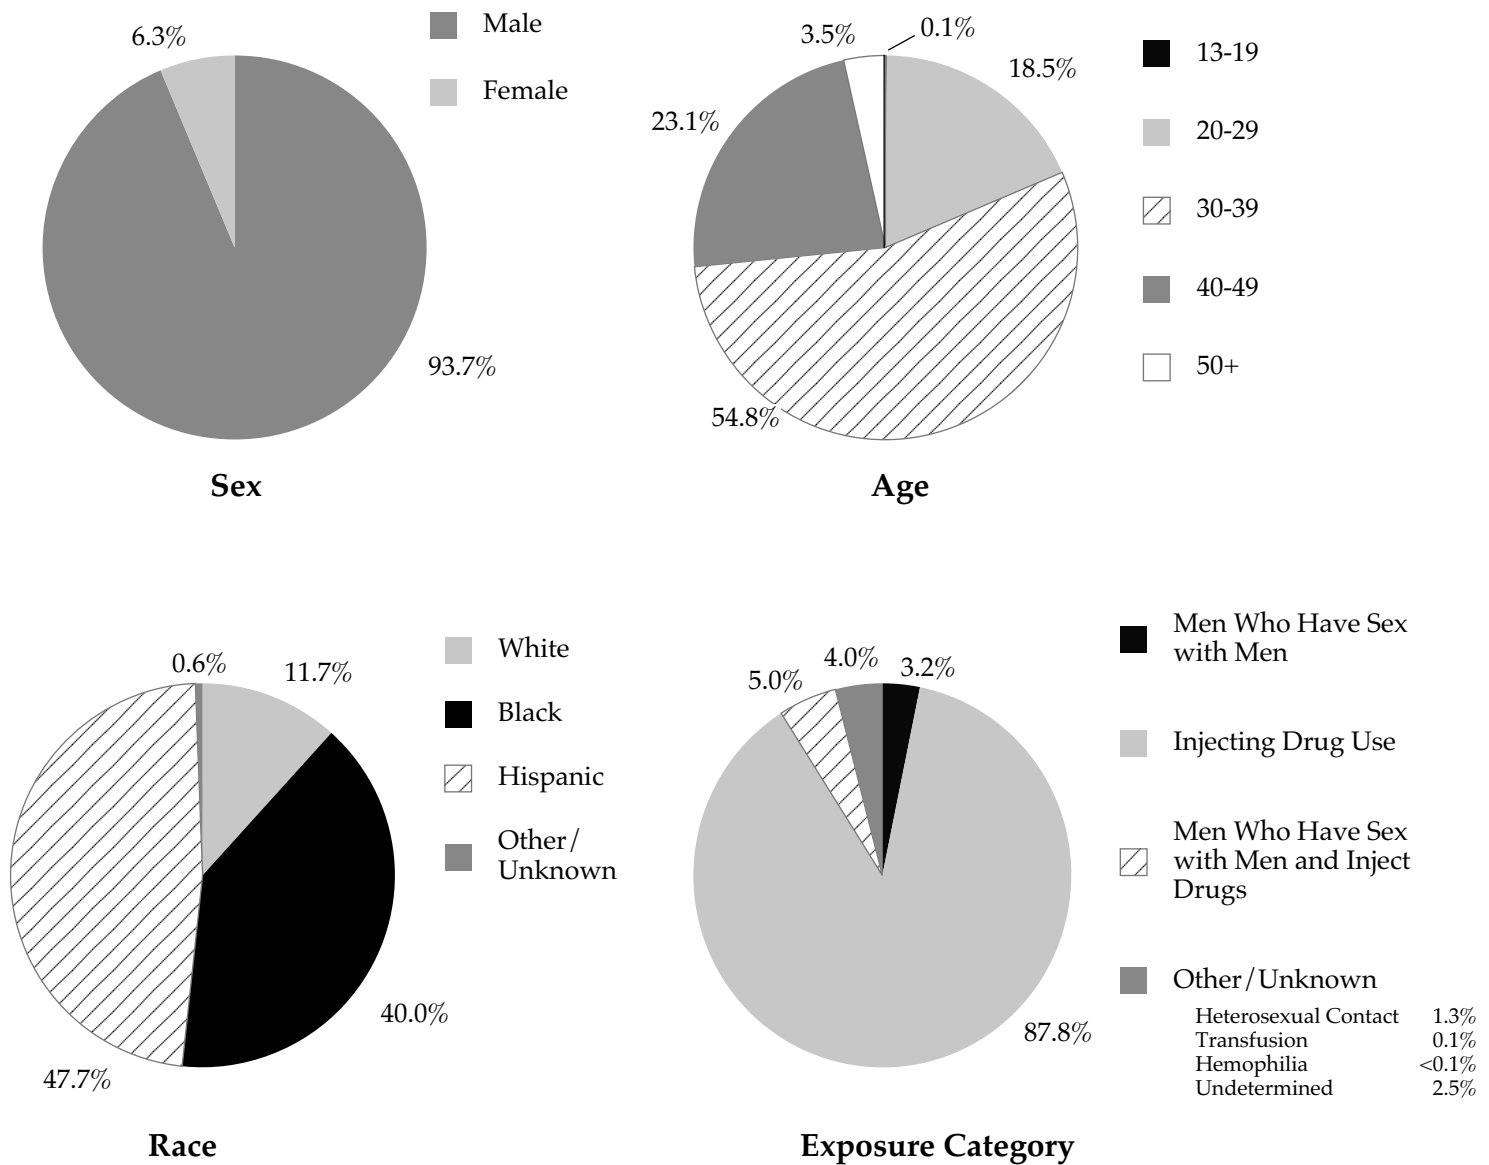 6.3%
Male
Female
93.7%
Sex
3.5%
0.1%
18.5%
23.1%
54.8%
13-19
20-29
30-39
40-49
50+
Age
0.6%
11.7%
White
Black
Hispanic
Other/
Unknown
40.0%
47.7%
Race
5.0%
4.0%
3.2%
87.8%
Men Who Have Sex
with Men
Injecting Drug Use
Men Who Have Sex
with Men and Inject
Drugs
Other/Unknown
Heterosexual Contact 1.3%
Transfusion 0.1%
Hemophilia <0.1%
Undetermined 2.5%
Exposure Category